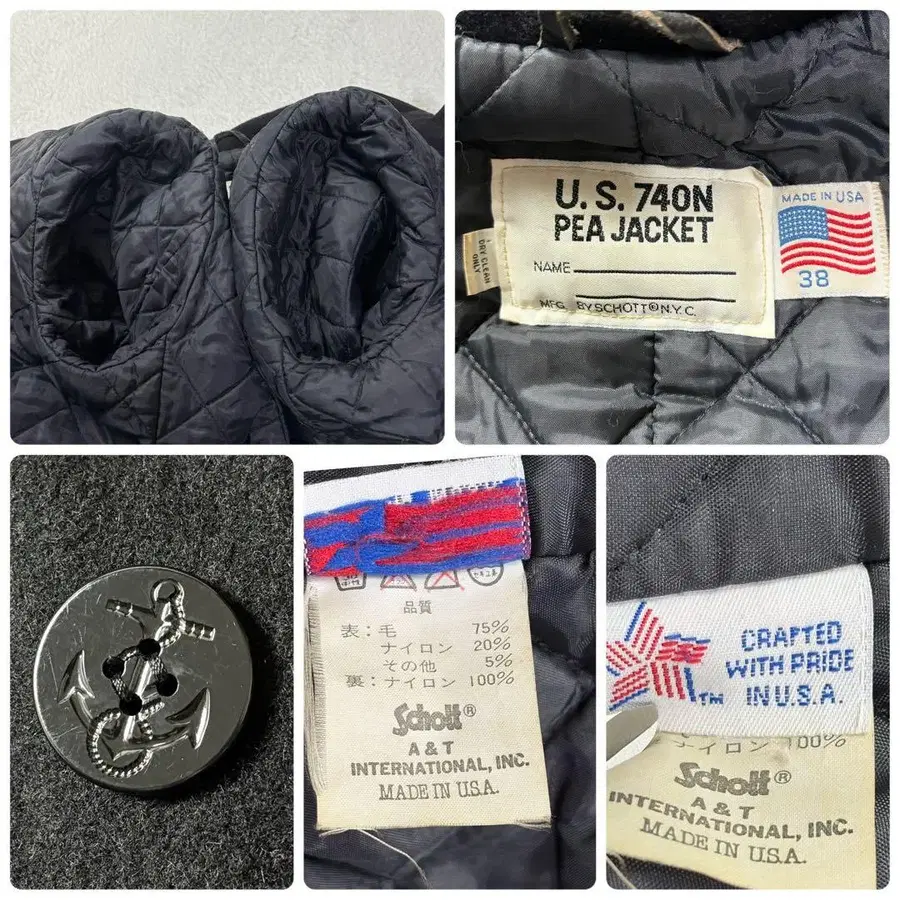 U.S. 740N
PEA JACKET
NAME
MFG. BY SCHOTT® N.Y.C.
DRY CLEAN
ONLY
MADE IN USA
38
品質
表：毛 75%
ナイロン 20%
その他 5%
裏：ナイロン 100%
Schott®
A & T
INTERNATIONAL, INC.
MADE IN U.S.A.
TM
CRAFTED
WITH PRIDE
IN U.S.A.
ナイロン 100%
Schott®
A & T
INTERNATIONAL, INC.
MADE IN U.S.A.